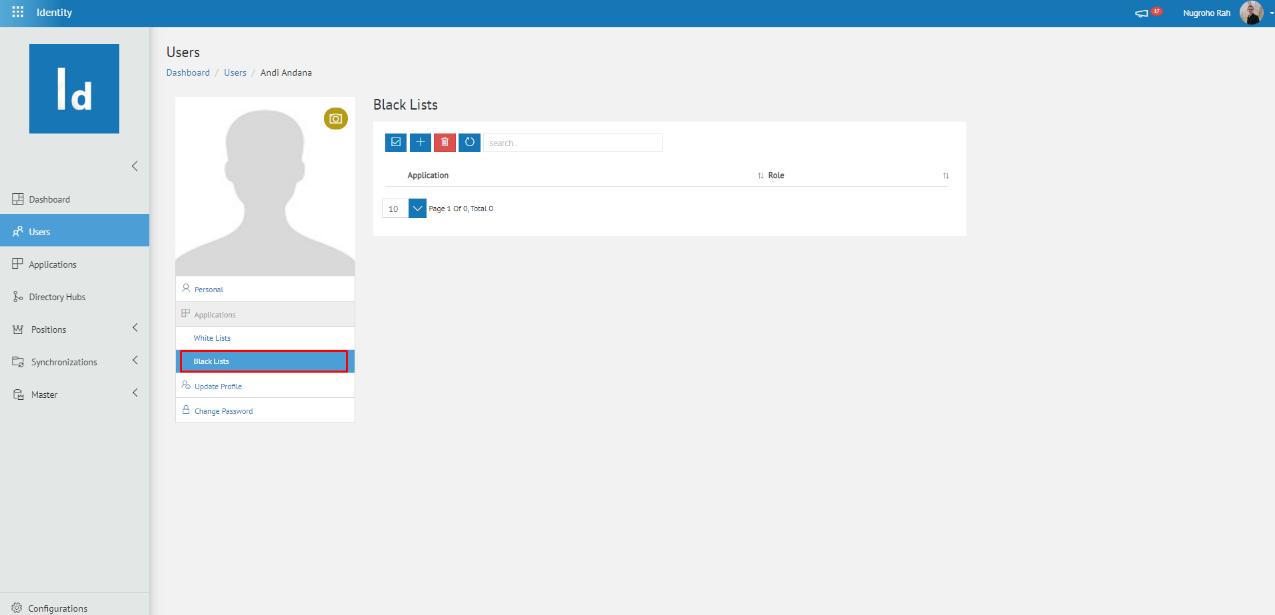 Identity
17
Nugroho Rah
Id
Users
Dashboard / Users / Andi Andana
Dashboard
Users
Applications
Directory Hubs
Positions
Synchronizations
Master
Configurations
Personal
Applications
White Lists
Black Lists
Update Profile
Change Password
Black Lists
search..
Application Role
10 Page 1 Of 0, Total 0